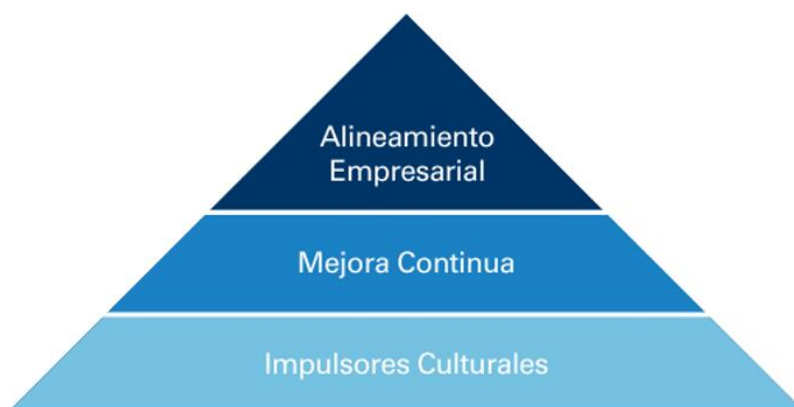 Alineamiento
Empresarial
Mejora Continua
Impulsores Culturales